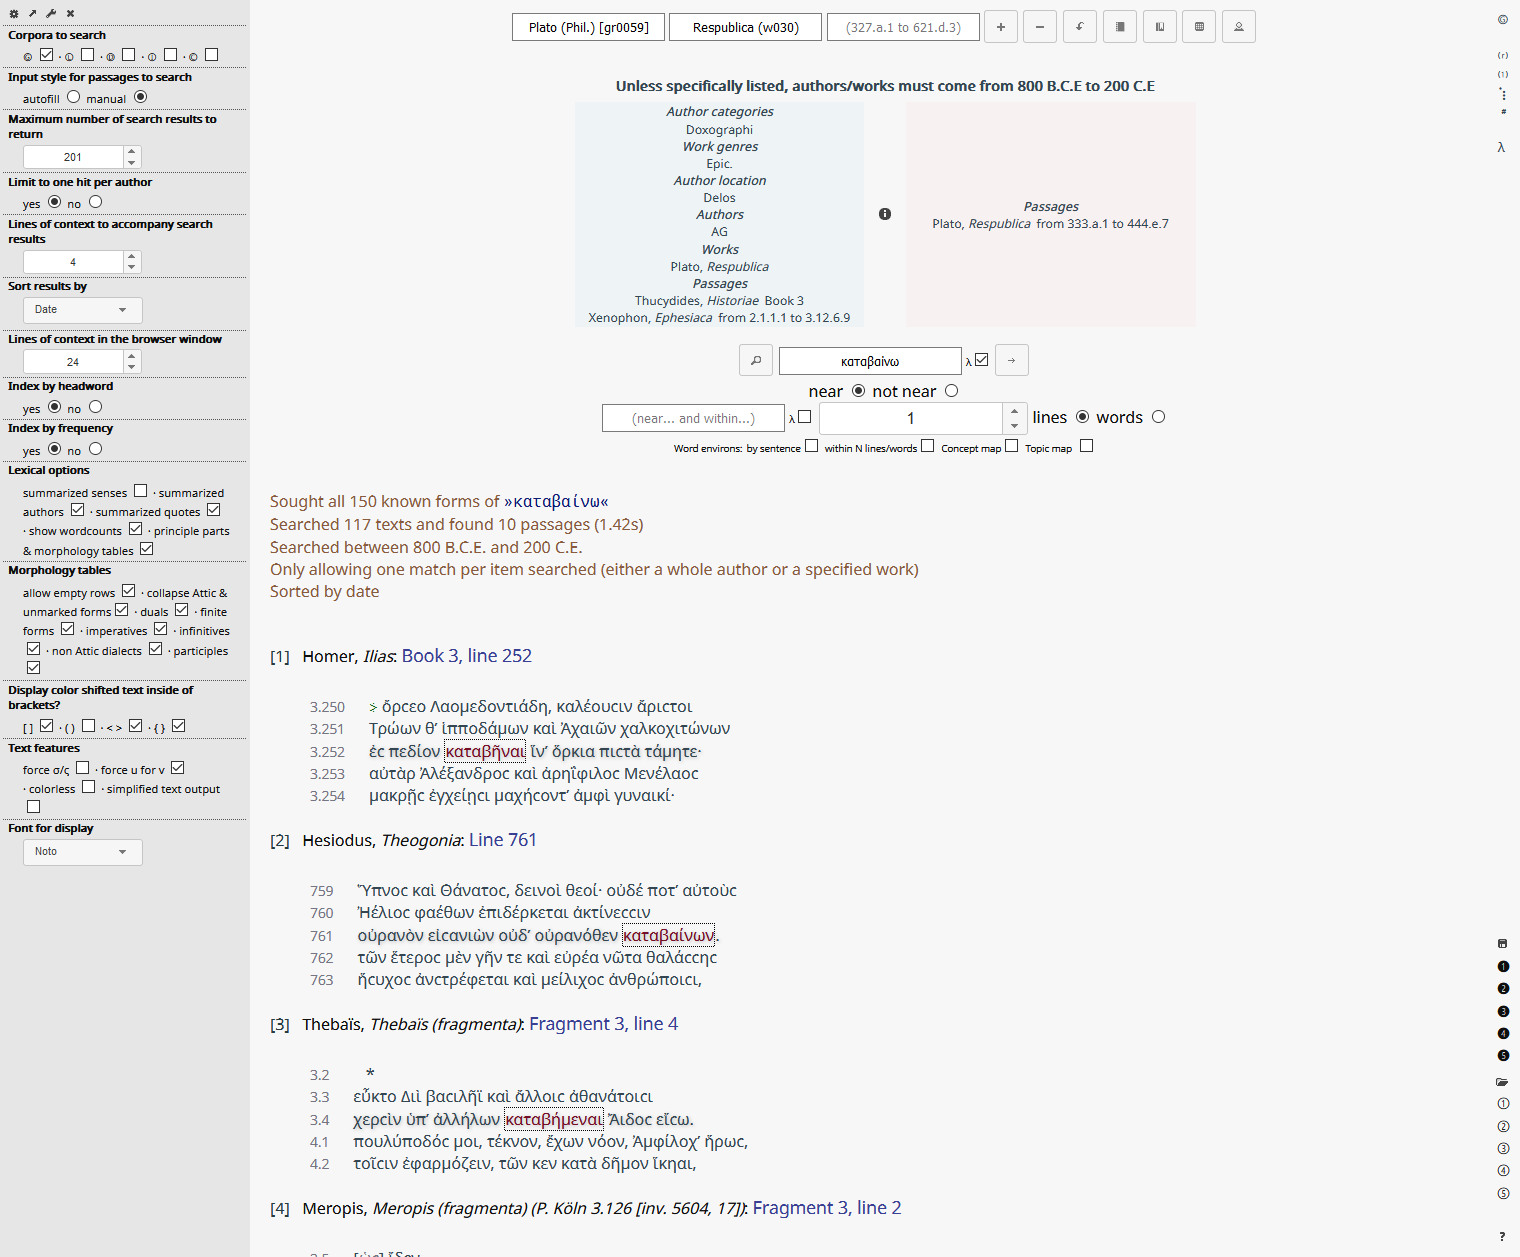 Corpora to search
Ⓖ · Ⓛ · Ⓓ · Ⓘ · Ⓒ
Input style for passages to search
autofill manual
Maximum number of search results to
return
201
Limit to one hit per author
yes no
Lines of context to accompany search
results
4
Sort results by
Date
Lines of context in the browser window
24
Index by headword
yes no
Index by frequency
yes no
Lexical options
summarized senses · summarized
authors · summarized quotes
· show wordcounts · principle parts
& morphology tables
Morphology tables
allow empty rows · collapse Attic &
unmarked forms · duals · finite
forms · imperatives · infinitives
· non Attic dialects · participles
Display color shifted text inside of
brackets?
[ ] · ( ) · < > · { }
Text features
force σ/ς · force u for v
· colorless · simplified text output
Font for display
Noto
Plato (Phil.) [gr0059] Respublica (w030) (327.a.1 to 621.d.3) + −
Unless specifically listed, authors/works must come from 800 B.C.E to 200 C.E
Author categories
Doxographi
Work genres
Epic.
Author location
Delos
Authors
AG
Works
Plato, Respublica
Passages
Thucydides, Historiae Book 3
Xenophon, Ephesiaca from 2.1.1.1 to 3.12.6.9
Passages
Plato, Respublica from 333.a.1 to 444.e.7
καταβαίνω λ →
near not near
(near... and within...) λ 1 lines words
Word environs: by sentence within N lines/words Concept map Topic map
Sought all 150 known forms of »καταβαίνω«
Searched 117 texts and found 10 passages (1.42s)
Searched between 800 B.C.E. and 200 C.E.
Only allowing one match per item searched (either a whole author or a specified work)
Sorted by date
[1] Homer, Ilias: Book 3, line 252
3.250 > ὄρϲεο Λαομεδοντιάδη, καλέουϲιν ἄριϲτοι
3.251 Τρώων θ’ ἱπποδάμων καὶ Ἀχαιῶν χαλκοχιτώνων
3.252 ἐϲ πεδίον καταβῆναι ἵν’ ὅρκια πιϲτὰ τάμητε·
3.253 αὐτὰρ Ἀλέξανδροϲ καὶ ἀρηΐφιλοϲ Μενέλαοϲ
3.254 μακρῇϲ ἐγχείῃϲι μαχήϲοντ’ ἀμφὶ γυναικί·
[2] Hesiodus, Theogonia: Line 761
759 Ὕπνοϲ καὶ Θάνατοϲ, δεινοὶ θεοί· οὐδέ ποτ’ αὐτοὺϲ
760 Ἠέλιοϲ φαέθων ἐπιδέρκεται ἀκτίνεϲϲιν
761 οὐρανὸν εἰϲανιὼν οὐδ’ οὐρανόθεν καταβαίνων.
762 τῶν ἕτεροϲ μὲν γῆν τε καὶ εὐρέα νῶτα θαλάϲϲηϲ
763 ἥϲυχοϲ ἀνϲτρέφεται καὶ μείλιχοϲ ἀνθρώποιϲι,
[3] Thebaïs, Thebaïs (fragmenta): Fragment 3, line 4
3.2 *
3.3 εὖκτο Διὶ βαϲιλῆϊ καὶ ἄλλοιϲ ἀθανάτοιϲι
3.4 χερϲὶν ὑπ’ ἀλλήλων καταβήμεναι Ἄιδοϲ εἴϲω.
4.1 πουλύποδόϲ μοι, τέκνον, ἔχων νόον, Ἀμφίλοχ’ ἥρωϲ,
4.2 τοῖϲιν ἐφαρμόζειν, τῶν κεν κατὰ δῆμον ἵκηαι,
[4] Meropis, Meropis (fragmenta) (P. Köln 3.126 [inv. 5604, 17]): Fragment 3, line 2
Ⓖ
(r)
(1)
#
λ
❶
❷
❸
❹
❺
①
②
③
④
⑤
?